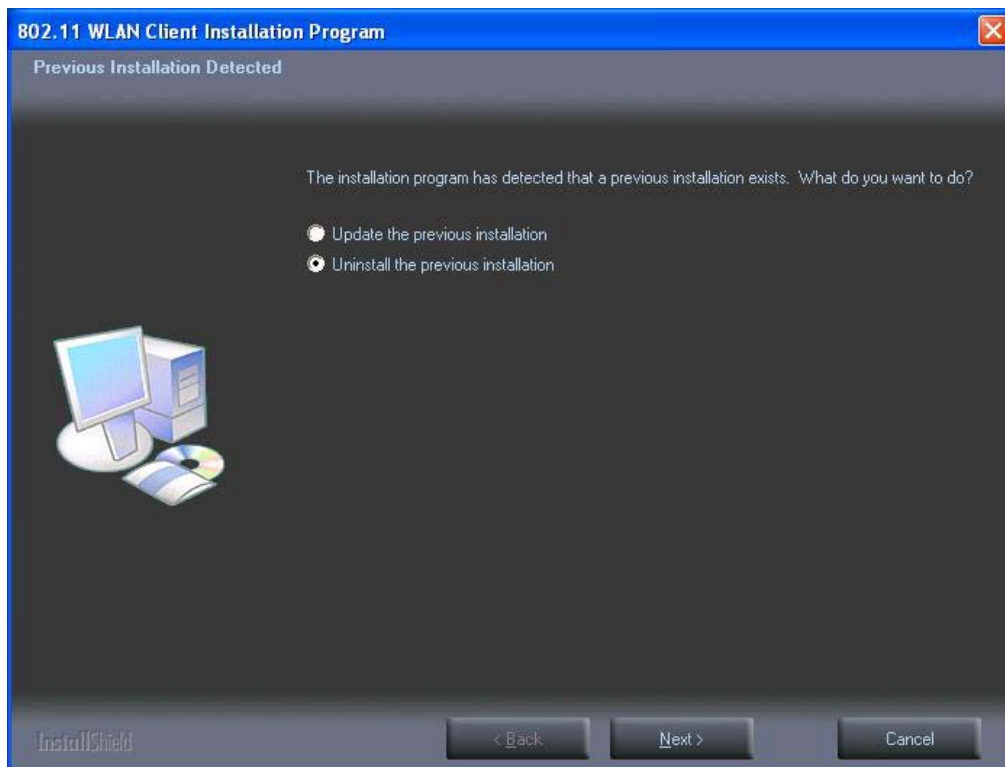 802.11 WLAN Client Installation Program
Previous Installation Detected
The installation program has detected that a previous installation exists.  What do you want to do?
Update the previous installation
Uninstall the previous installation
InstallShield
< Back
Next >
Cancel